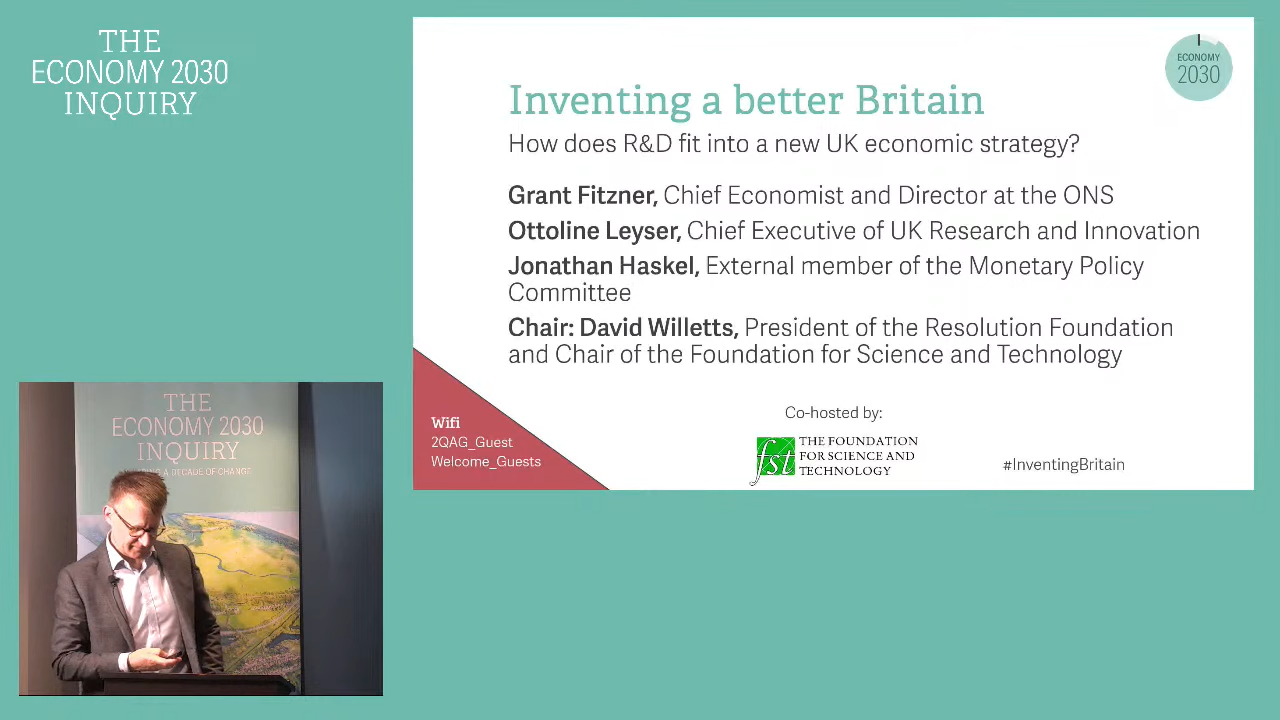 THE
ECONOMY 2030
INQUIRY
ECONOMY
2030
Inventing a better Britain
How does R&D fit into a new UK economic strategy?
Grant Fitzner, Chief Economist and Director at the ONS
Ottoline Leyser, Chief Executive of UK Research and Innovation
Jonathan Haskel, External member of the Monetary Policy
Committee
Chair: David Willetts, President of the Resolution Foundation
and Chair of the Foundation for Science and Technology
Wifi
2QAG_Guest
Welcome_Guests
Co-hosted by:
fst
THE FOUNDATION
FOR SCIENCE AND
TECHNOLOGY
#InventingBritain
THE
ECONOMY 2030
INQUIRY
A DECADE OF CHANGE